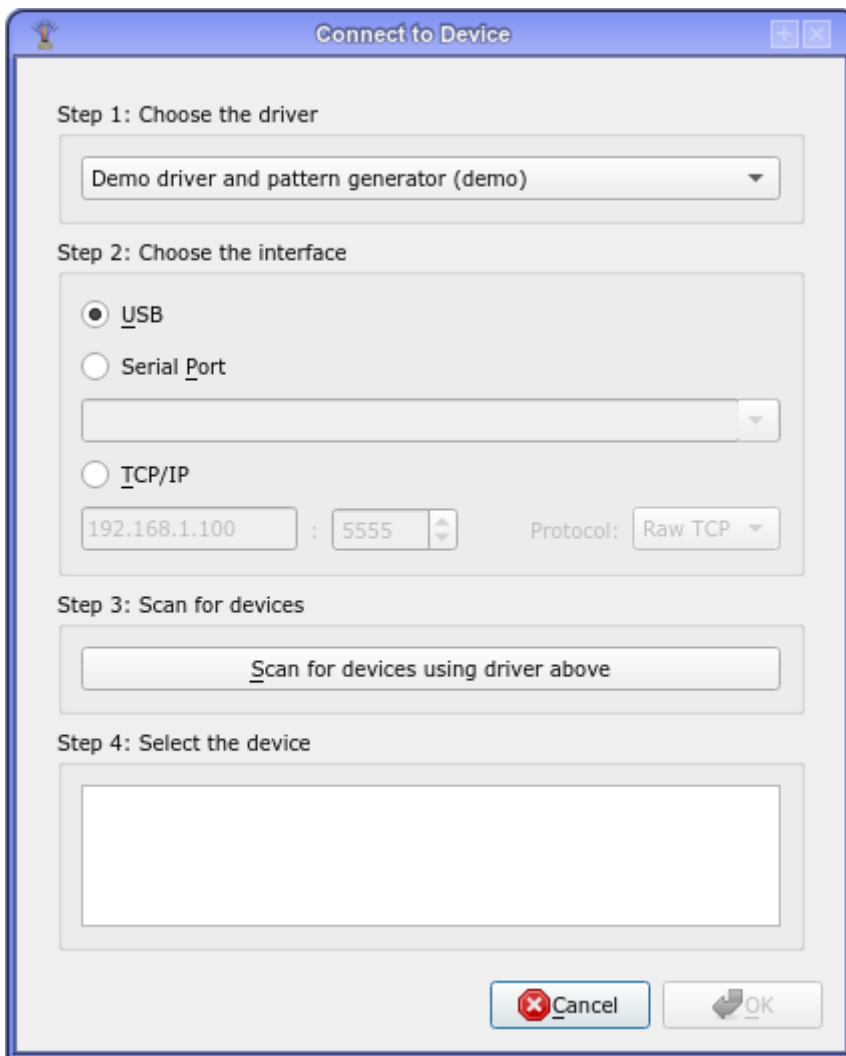 Connect to Device
Step 1: Choose the driver
Demo driver and pattern generator (demo)
Step 2: Choose the interface
USB
Serial Port
TCP/IP
192.168.1.100 : 5555 Protocol: Raw TCP
Step 3: Scan for devices
Scan for devices using driver above
Step 4: Select the device
Cancel OK